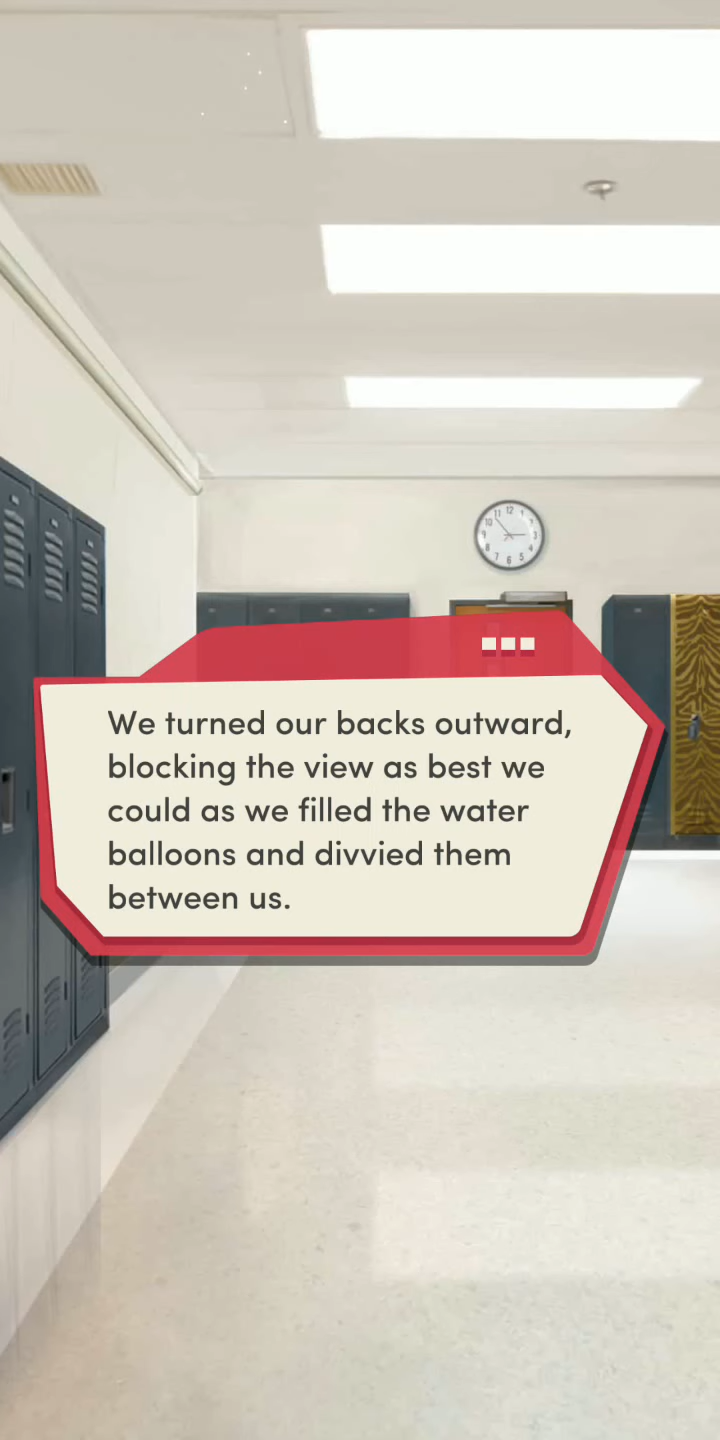 We turned our backs outward,
blocking the view as best we
could as we filled the water
balloons and divvied them
between us.